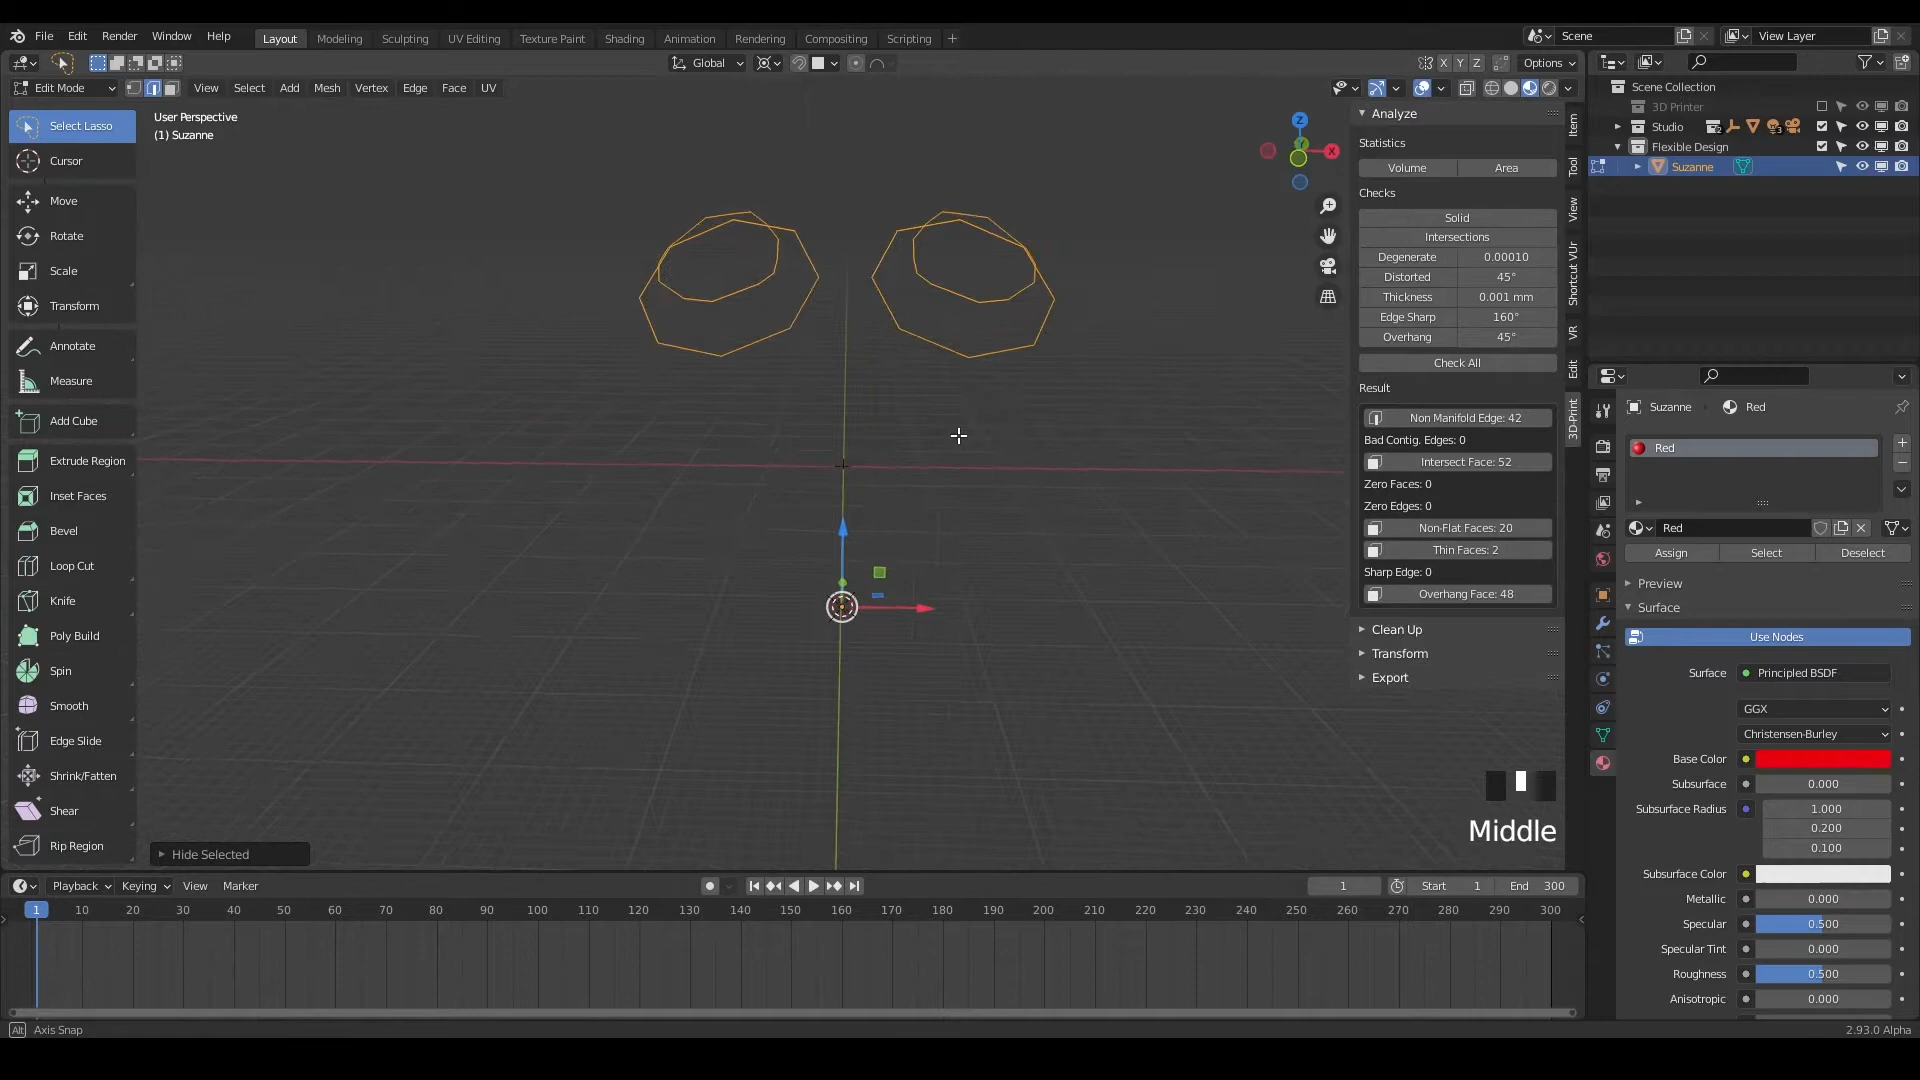 File Edit Render Window Help Layout Modeling Sculpting UV Editing Texture Paint Shading Animation Rendering Compositing Scripting + Scene View Layer
Global X Y Z Options
Edit Mode View Select Add Mesh Vertex Edge Face UV
Select Lasso
Cursor
Move
Rotate
Scale
Transform
Annotate
Measure
Add Cube
Extrude Region
Inset Faces
Bevel
Loop Cut
Knife
Poly Build
Spin
Smooth
Edge Slide
Shrink/Fatten
Shear
Rip Region
User Perspective
(1) Suzanne
Z
X
Hide Selected
Middle
Analyze
Statistics
Volume Area
Checks
Solid
Intersections
Degenerate 0.00010
Distorted 45°
Thickness 0.001 mm
Edge Sharp 160°
Overhang 45°
Check All
Result
Non Manifold Edge: 42
Bad Contig. Edges: 0
Intersect Face: 52
Zero Faces: 0
Zero Edges: 0
Non-Flat Faces: 20
Thin Faces: 2
Sharp Edge: 0
Overhang Face: 48
Clean Up
Transform
Export
Item
Tool
View
Shortcut VUr
VR
Edit
3D-Print
Scene Collection
3D Printer
Studio 2 3
Flexible Design
Suzanne
Suzanne Red
Red
Red
Assign Select Deselect
Preview
Surface
Use Nodes
Surface Principled BSDF
GGX
Christensen-Burley
Base Color
Subsurface 0.000
Subsurface Radius 1.000
0.200
0.100
Subsurface Color
Metallic 0.000
Specular 0.500
Specular Tint 0.000
Roughness 0.500
Anisotropic 0.000
Playback Keying View Marker 1 Start 1 End 300
1 10 20 30 40 50 60 70 80 90 100 110 120 130 140 150 160 170 180 190 200 210 220 230 240 250 260 270 280 290 300
Alt Axis Snap 2.93.0 Alpha